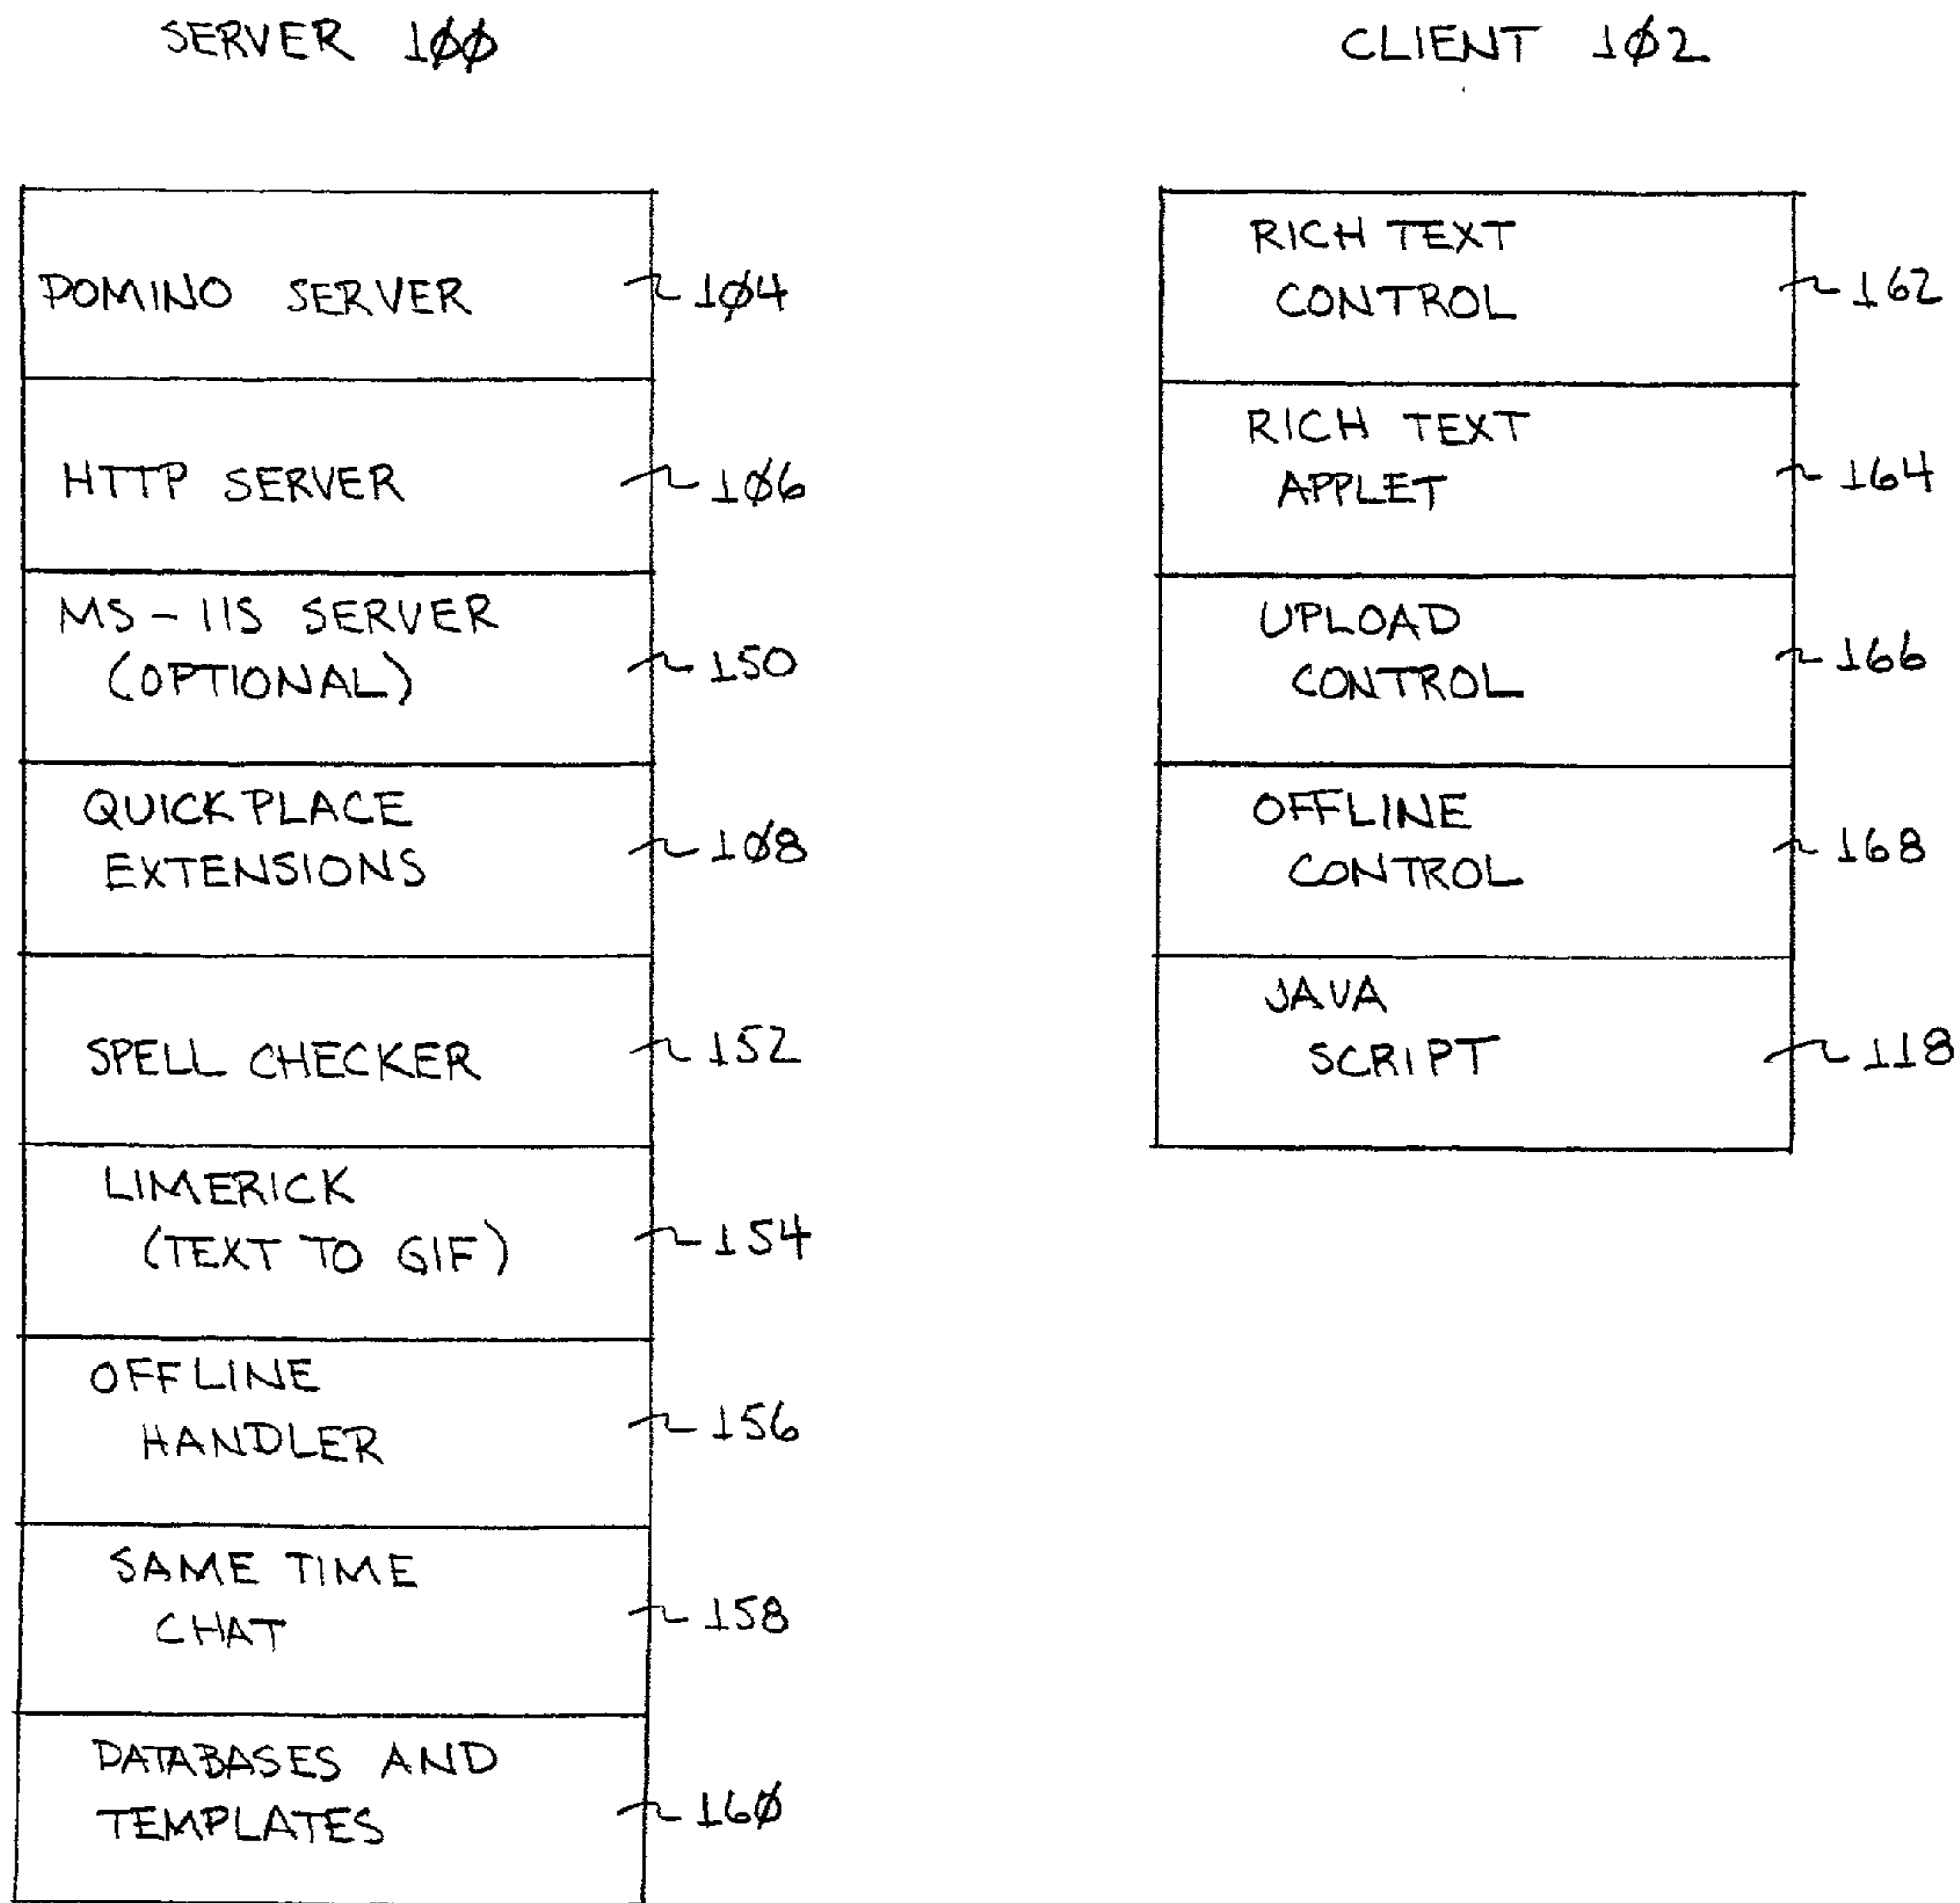 SERVER 100
DOMINO SERVER 104
HTTP SERVER 106
MS-IIS SERVER
(OPTIONAL) 150
QUICKPLACE
EXTENSIONS 108
SPELL CHECKER 152
LIMERICK
(TEXT TO GIF) 154
OFFLINE
HANDLER 156
SAME TIME
CHAT 158
DATABASES AND
TEMPLATES 160
CLIENT 102
RICH TEXT
CONTROL 162
RICH TEXT
APPLET 164
UPLOAD
CONTROL 166
OFFLINE
CONTROL 168
JAVA
SCRIPT 118